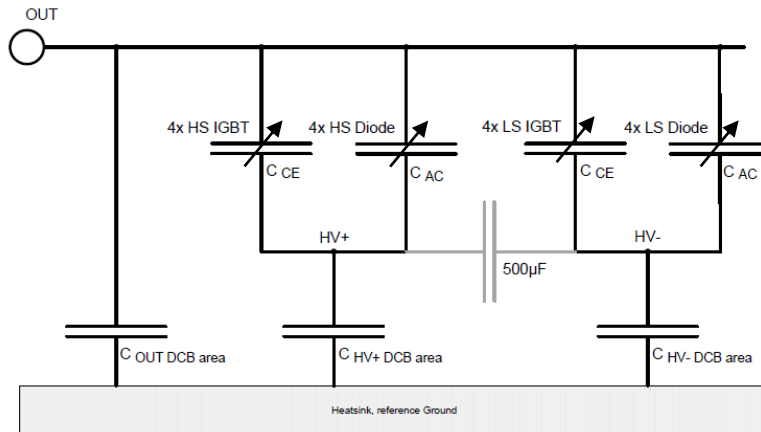 OUT
4x HS IGBT
4x HS Diode
4x LS IGBT
4x LS Diode
C CE
C AC
C CE
C AC
HV+
HV-
500µF
C OUT DCB area
C HV+ DCB area
C HV- DCB area
Heatsink, reference Ground